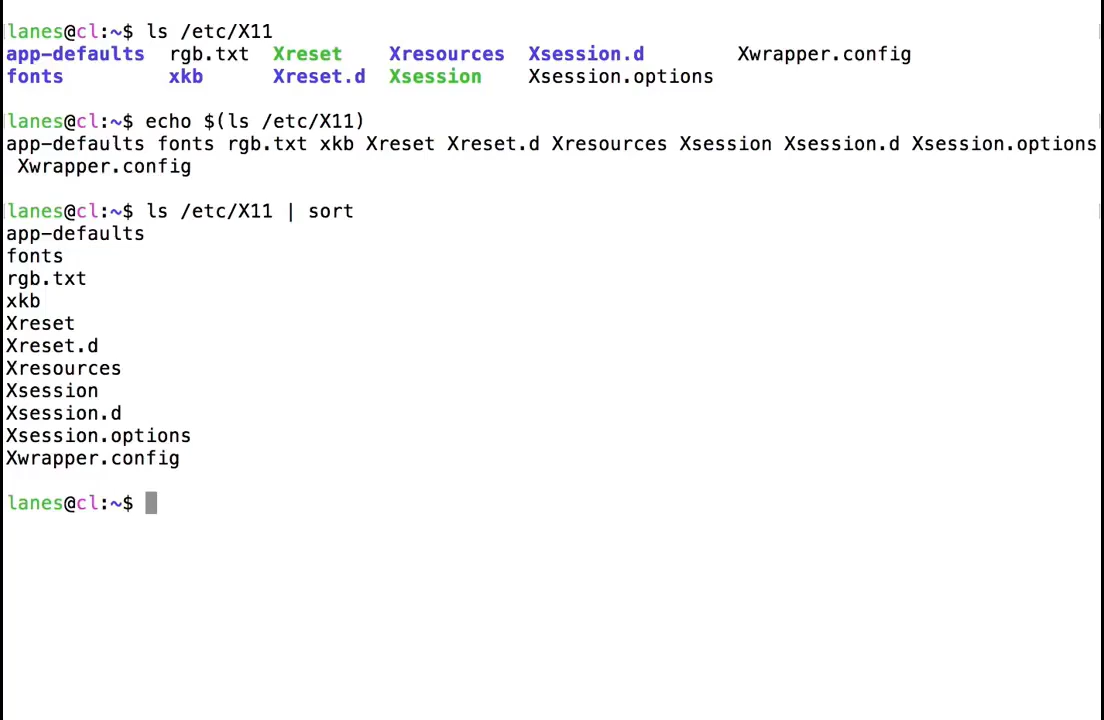 lanes@cl:~$ ls /etc/X11
app-defaults  rgb.txt  Xreset    Xresources  Xsession.d        Xwrapper.config
fonts         xkb      Xreset.d  Xsession    Xsession.options
lanes@cl:~$ echo $(ls /etc/X11)
app-defaults fonts rgb.txt xkb Xreset Xreset.d Xresources Xsession Xsession.d Xsession.options
 Xwrapper.config
lanes@cl:~$ ls /etc/X11 | sort
app-defaults
fonts
rgb.txt
xkb
Xreset
Xreset.d
Xresources
Xsession
Xsession.d
Xsession.options
Xwrapper.config
lanes@cl:~$